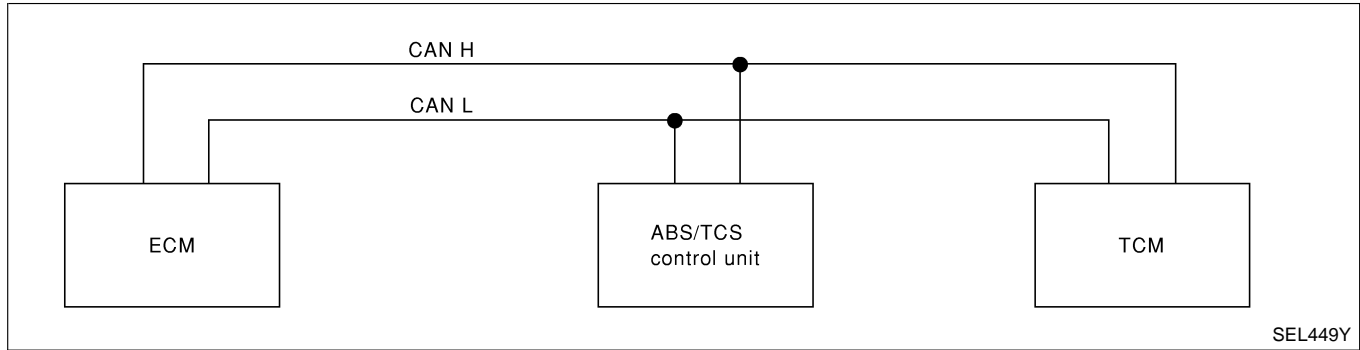 CAN H
CAN L
ECM
ABS/TCS
control unit
TCM
SEL449Y